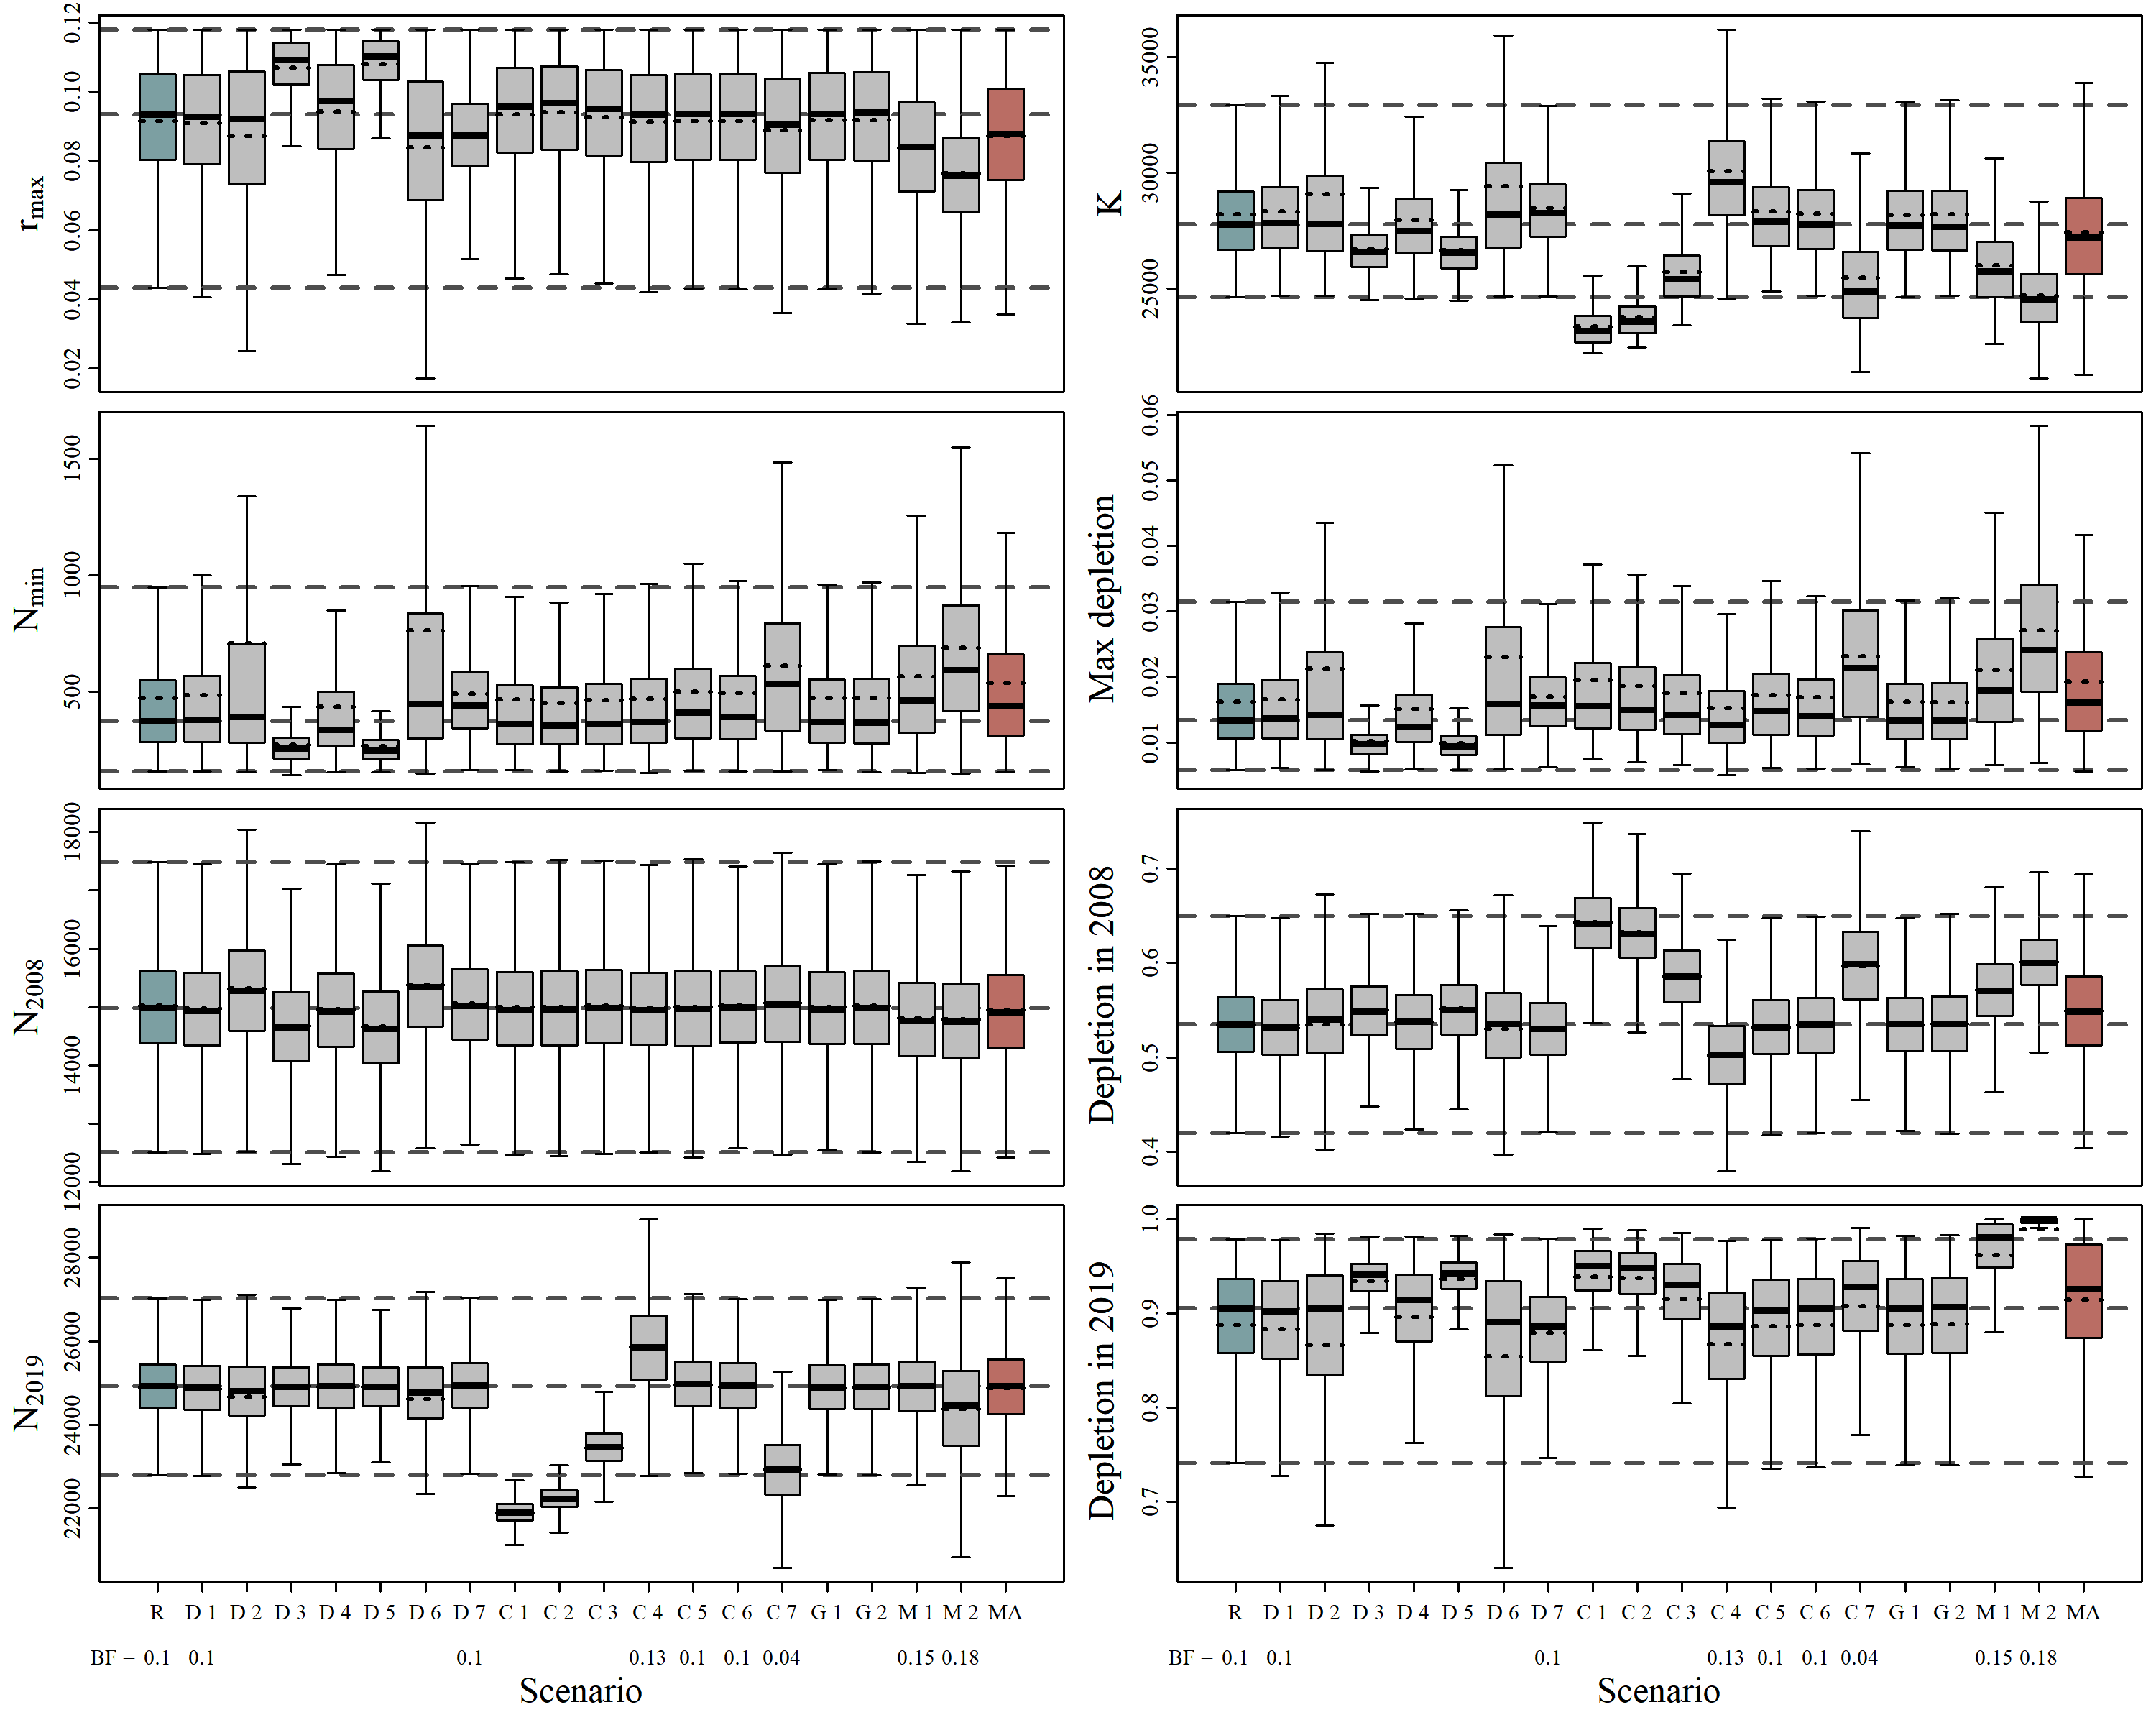 r_max
0.02 0.04 0.06 0.08 0.10 0.12
K
25000 30000 35000
N_min
500 1000 1500
Max depletion
0.01 0.02 0.03 0.04 0.05 0.06
N_2008
12000 14000 16000 18000
Depletion in 2008
0.4 0.5 0.6 0.7
N_2019
22000 24000 26000 28000
Depletion in 2019
0.7 0.8 0.9 1.0
R D 1 D 2 D 3 D 4 D 5 D 6 D 7 C 1 C 2 C 3 C 4 C 5 C 6 C 7 G 1 G 2 M 1 M 2 MA
BF = 0.1 0.1 0.1 0.13 0.1 0.1 0.04 0.15 0.18
Scenario
R D 1 D 2 D 3 D 4 D 5 D 6 D 7 C 1 C 2 C 3 C 4 C 5 C 6 C 7 G 1 G 2 M 1 M 2 MA
BF = 0.1 0.1 0.1 0.13 0.1 0.1 0.04 0.15 0.18
Scenario